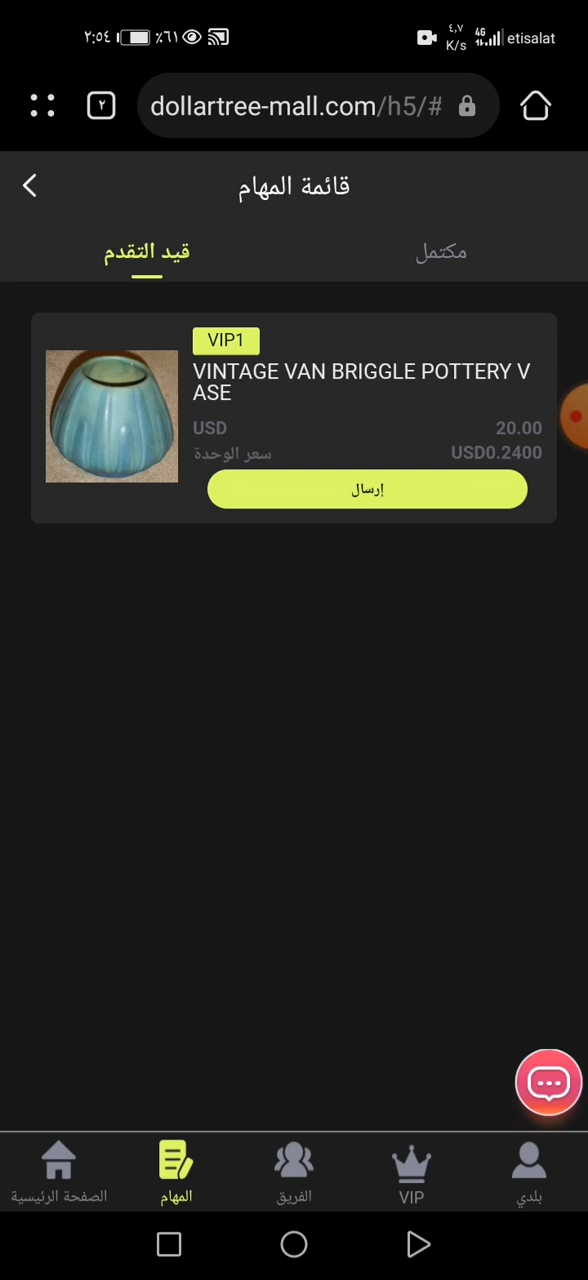 ٢:٥٤ ٪٦١ ٤,٧ K/s 4G etisalat
٢ dollartree-mall.com/h5/#
قائمة المهام
قيد التقدم مكتمل
VIP1
VINTAGE VAN BRIGGLE POTTERY V
ASE
USD 20.00
سعر الوحدة USD0.2400
إرسال
الصفحة الرئيسية المهام الفريق VIP بلدي